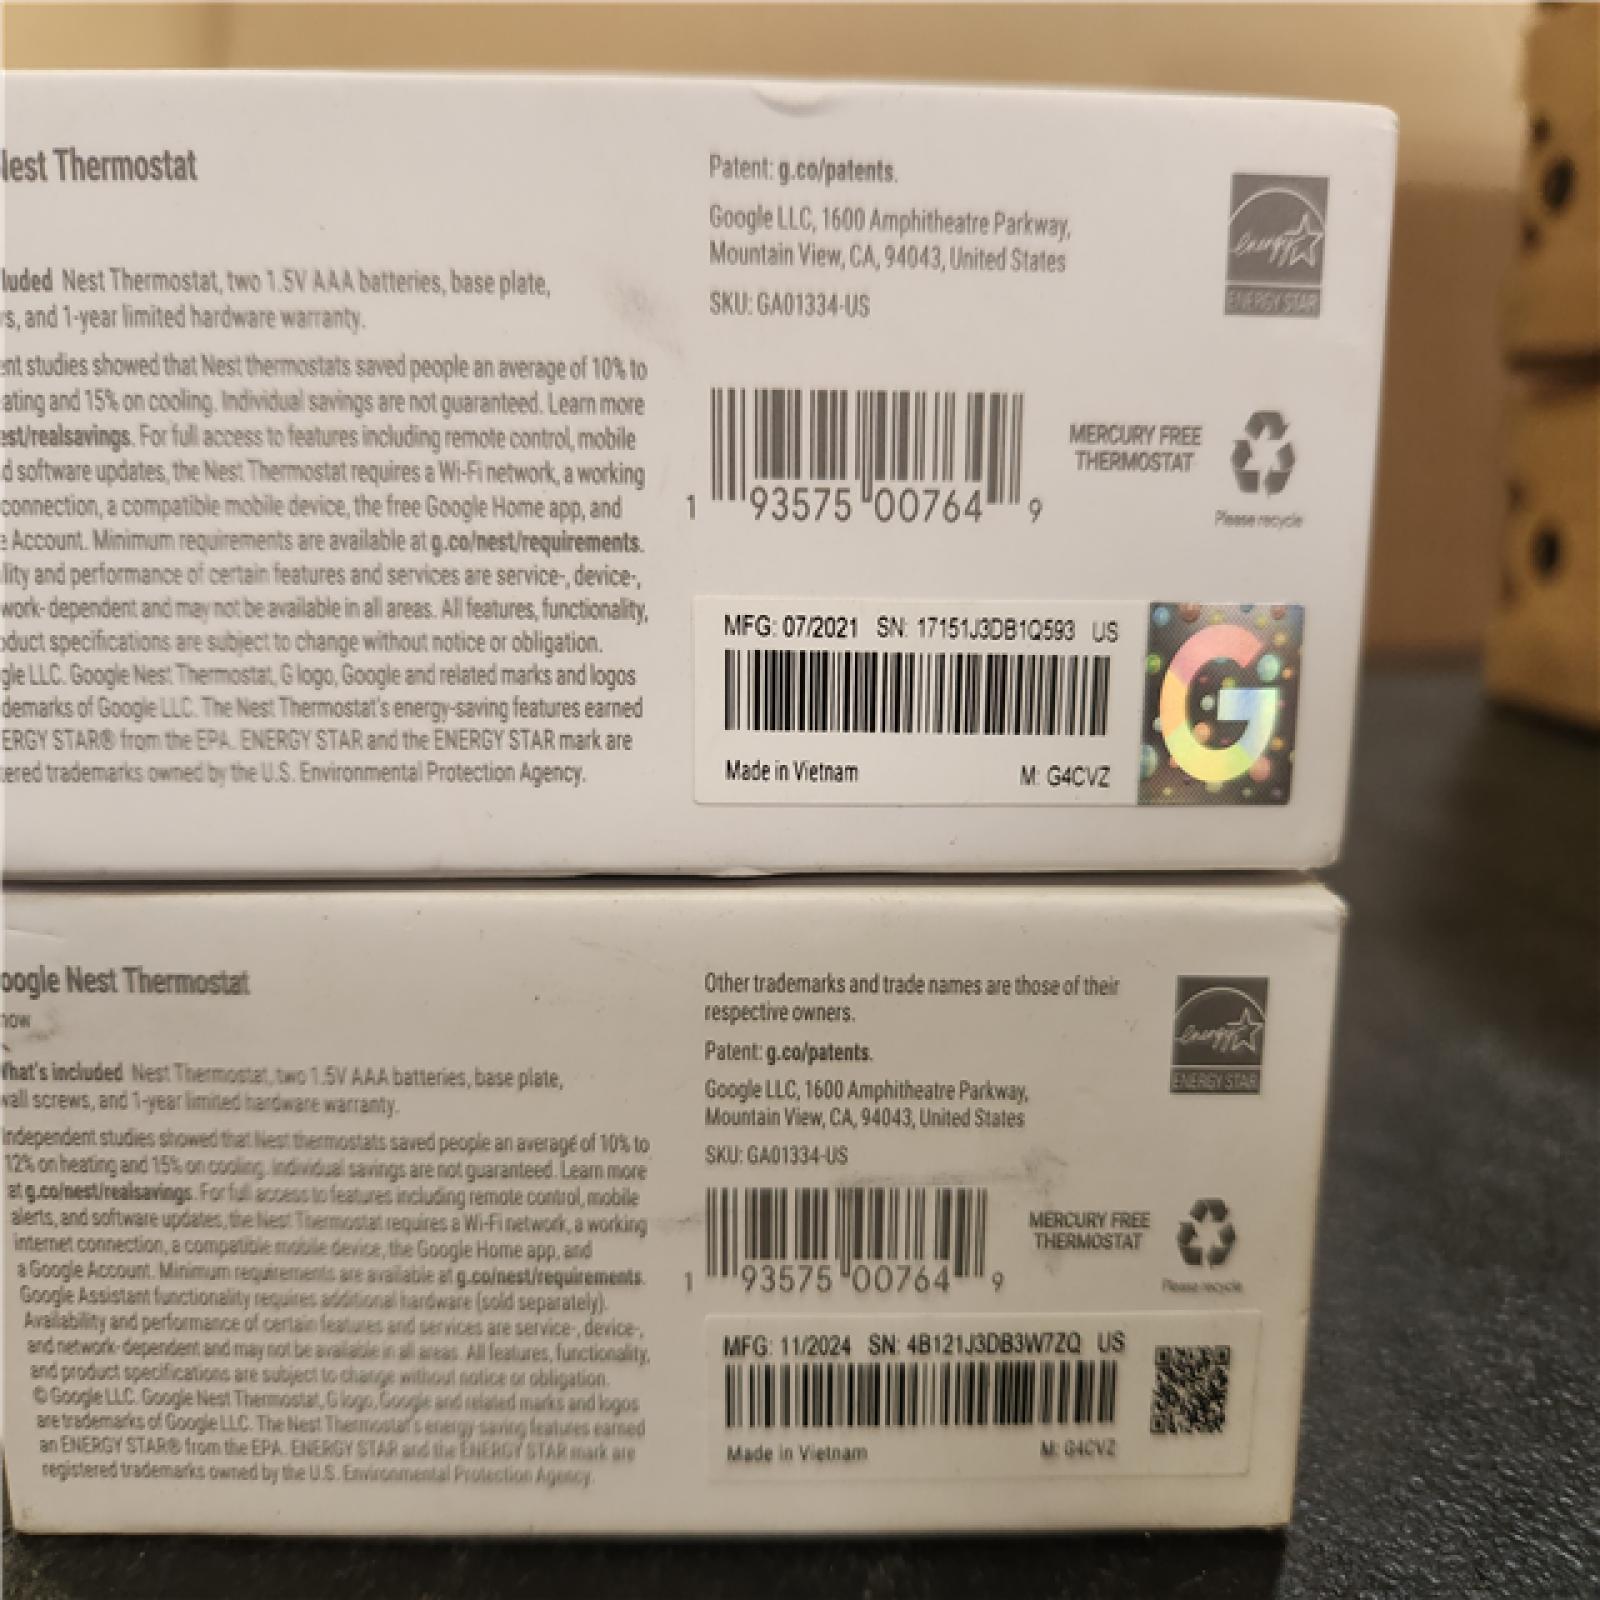 Nest Thermostat
cluded Nest Thermostat, two 1.5V AAA batteries, base plate,
ws, and 1-year limited hardware warranty.
ent studies showed that Nest thermostats saved people an average of 10% to
ating and 15% on cooling. Individual savings are not guaranteed. Learn more
est/realsavings. For full access to features including remote control, mobile
d software updates, the Nest Thermostat requires a Wi-Fi network, a working
connection, a compatible mobile device, the free Google Home app, and
e Account. Minimum requirements are available at g.co/nest/requirements.
lity and performance of certain features and services are service-, device-,
work- dependent and may not be available in all areas. All features, functionality,
oduct specifications are subject to change without notice or obligation.
gle LLC. Google Nest Thermostat, G logo, Google and related marks and logos
demarks of Google LLC. The Nest Thermostat's energy-saving features earned
ERGY STAR® from the EPA. ENERGY STAR and the ENERGY STAR mark are
tered trademarks owned by the U.S. Environmental Protection Agency.
Patent: g.co/patents.
Google LLC, 1600 Amphitheatre Parkway,
Mountain View, CA, 94043, United States
SKU: GA01334-US
energy
ENERGY STAR
1 93575 00764 9
MERCURY FREE
THERMOSTAT
Please recycle
MFG: 07/2021 SN: 17151J3DB1Q593 US
Made in Vietnam M: G4CVZ
G
oogle Nest Thermostat
now
What's included Nest Thermostat, two 1.5V AAA batteries, base plate,
wall screws, and 1-year limited hardware warranty.
Independent studies showed that Nest thermostats saved people an average of 10% to
12% on heating and 15% on cooling. Individual savings are not guaranteed. Learn more
at g.co/nest/realsavings. For full access to features including remote control, mobile
alerts, and software updates, the Nest Thermostat requires a Wi-Fi network, a working
internet connection, a compatible mobile device, the Google Home app, and
a Google Account. Minimum requirements are available at g.co/nest/requirements.
Google Assistant functionality requires additional hardware (sold separately).
Availability and performance of certain features and services are service-, device-,
and network- dependent and may not be available in all areas. All features, functionality,
and product specifications are subject to change without notice or obligation.
© Google LLC. Google Nest Thermostat, G logo, Google and related marks and logos
are trademarks of Google LLC. The Nest Thermostat's energy-saving features earned
an ENERGY STAR® from the EPA. ENERGY STAR and the ENERGY STAR mark are
registered trademarks owned by the U.S. Environmental Protection Agency.
Other trademarks and trade names are those of their
respective owners.
Patent: g.co/patents.
Google LLC, 1600 Amphitheatre Parkway,
Mountain View, CA, 94043, United States
SKU: GA01334-US
energy
ENERGY STAR
1 93575 00764 9
MERCURY FREE
THERMOSTAT
Please recycle
MFG: 11/2024 SN: 4B121J3DB3W7ZQ US
Made in Vietnam M: G4CVZ